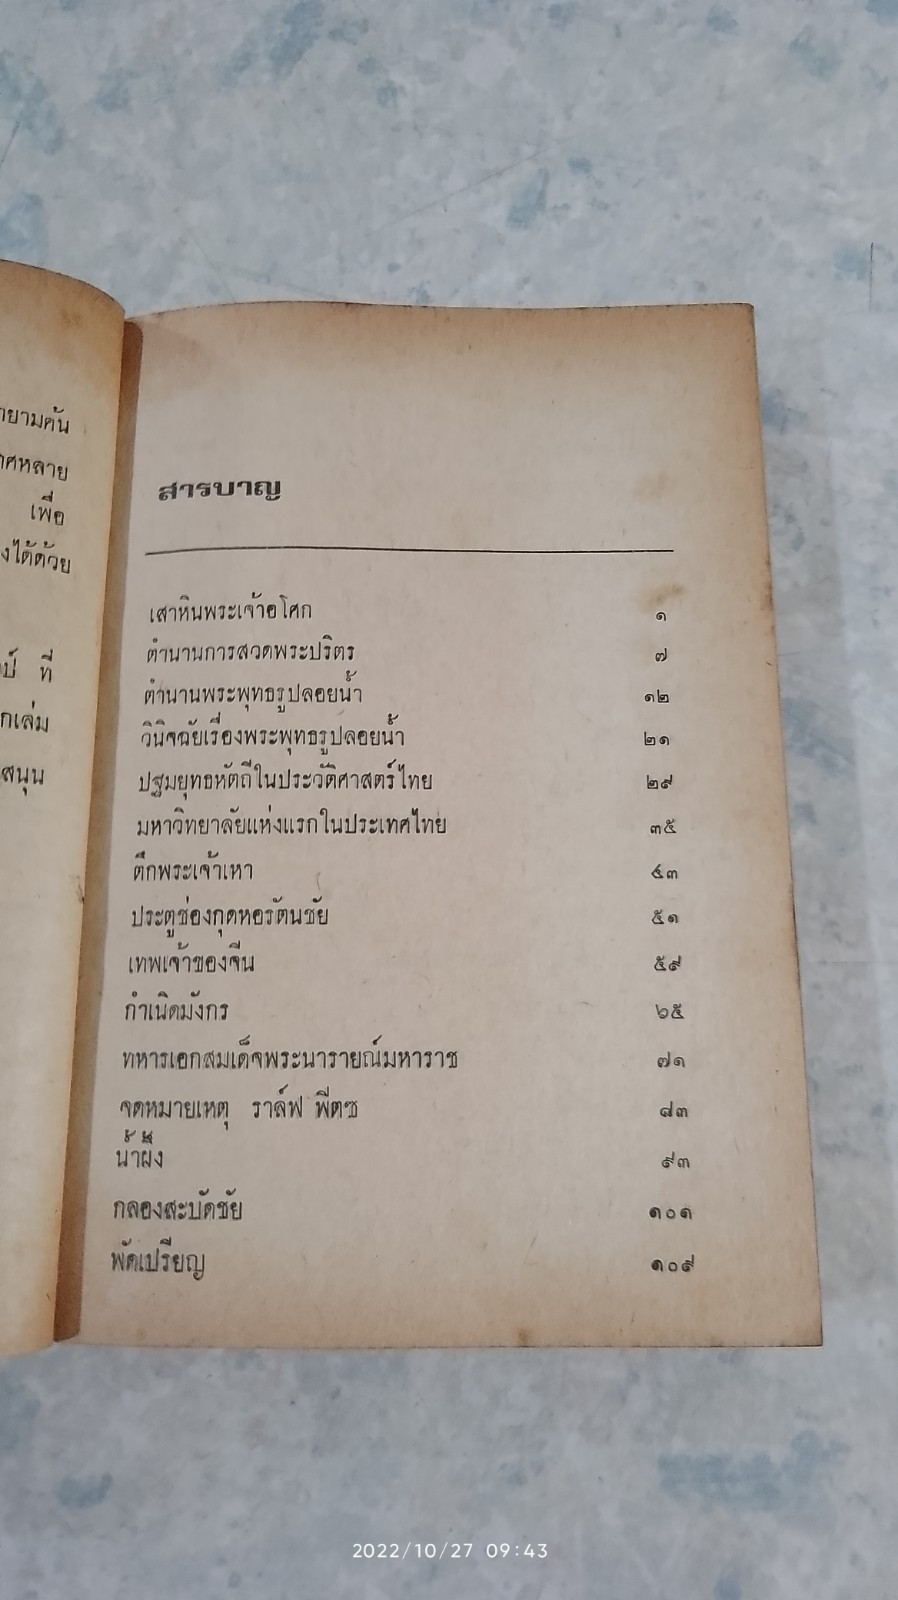 ยามค้น
ศหลาย
เพื่อ
งได้ด้วย
ที่
กเล่ม
สนุน
สารบาญ
เสาหินพระเจ้าอโศก ๑
ตำนานการสวดพระปริตร ๗
ตำนานพระพุทธรูปลอยน้ำ ๑๒
วินิจฉัยเรื่องพระพุทธรูปลอยน้ำ ๒๑
ปฐมยุทธหัตถีในประวัติศาสตร์ไทย ๒๙
มหาวิทยาลัยแห่งแรกในประเทศไทย ๓๕
ตึกพระเจ้าเหา ๔๓
ประตูช่องกุดหอรัตนชัย ๕๑
เทพเจ้าของจีน ๕๙
กำเนิดมังกร ๖๕
ทหารเอกสมเด็จพระนารายณ์มหาราช ๗๑
จดหมายเหตุ ราล์ฟ พีตซ ๘๓
น้ำผึ้ง ๙๓
กลองสะบัดชัย ๑๐๑
พัดเปรียญ ๑๐๙
2022/10/27 09:43